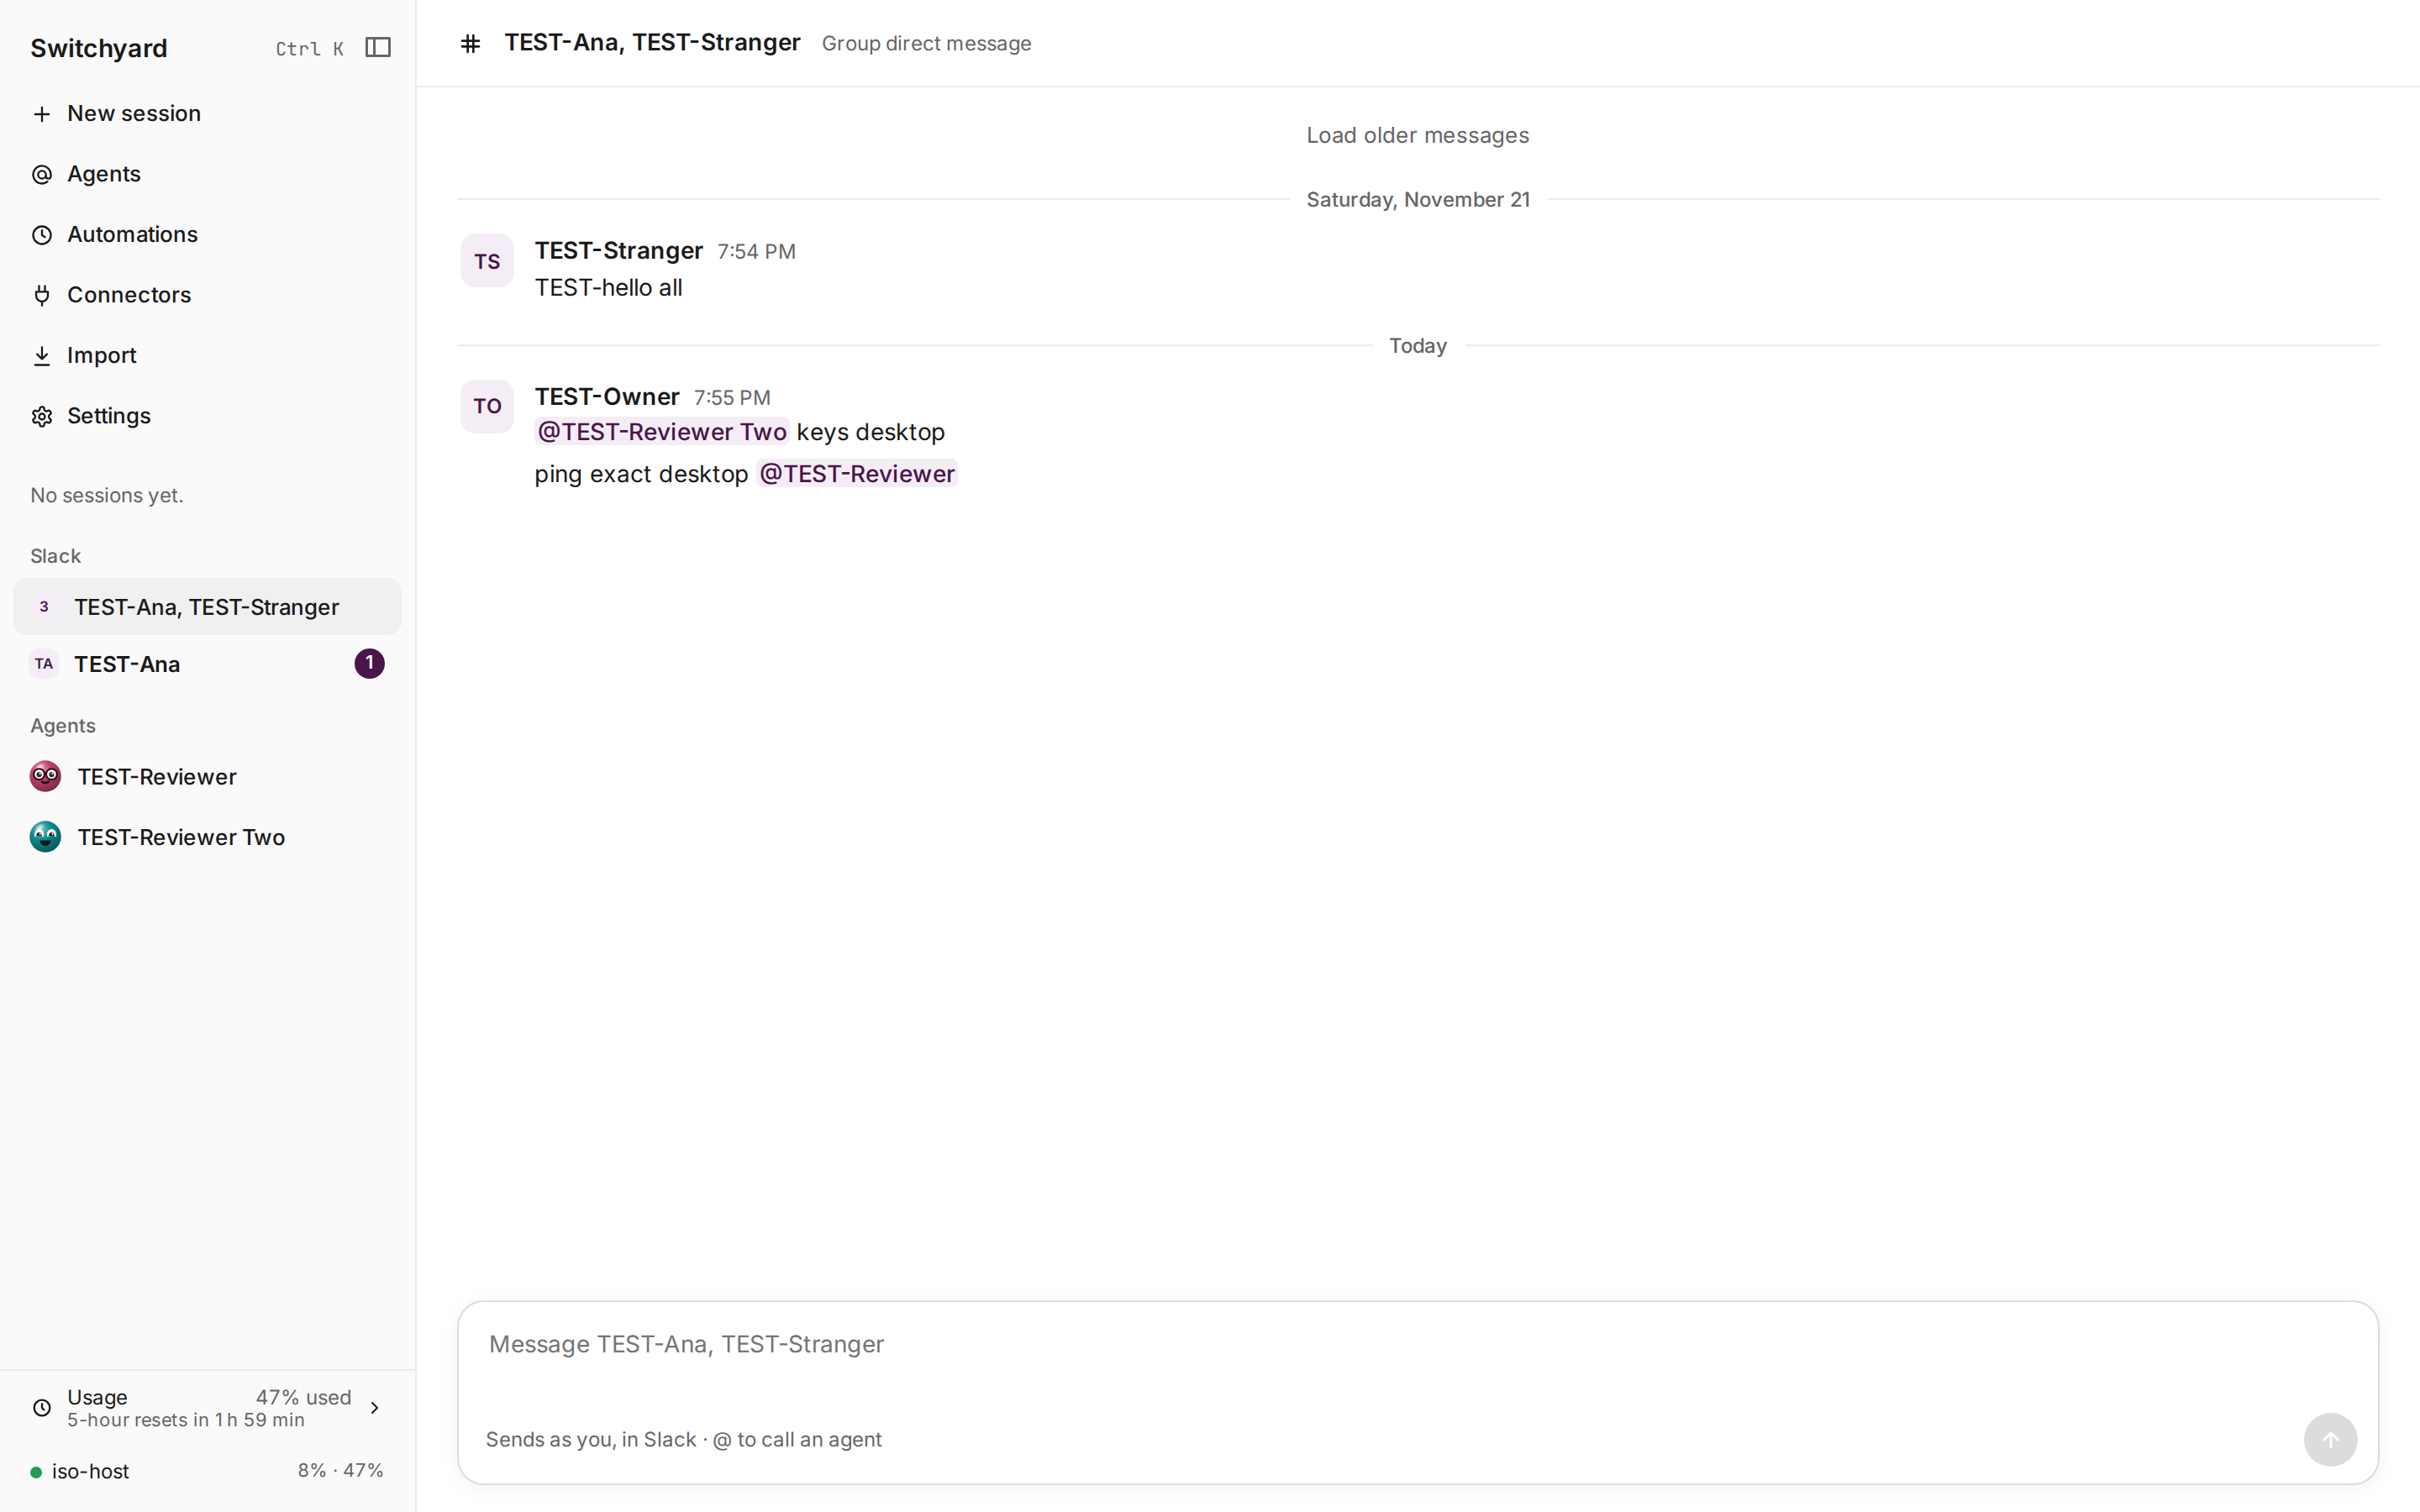 Switchyard
Ctrl K
New session
Agents
Automations
Connectors
Import
Settings
No sessions yet.
Slack
3 TEST-Ana, TEST-Stranger
TA TEST-Ana 1
Agents
TEST-Reviewer
TEST-Reviewer Two
Usage 47% used
5-hour resets in 1 h 59 min
iso-host 8% · 47%
# TEST-Ana, TEST-Stranger Group direct message
Load older messages
Saturday, November 21
TS TEST-Stranger 7:54 PM
TEST-hello all
Today
TO TEST-Owner 7:55 PM
@TEST-Reviewer Two keys desktop
ping exact desktop @TEST-Reviewer
Message TEST-Ana, TEST-Stranger
Sends as you, in Slack · @ to call an agent